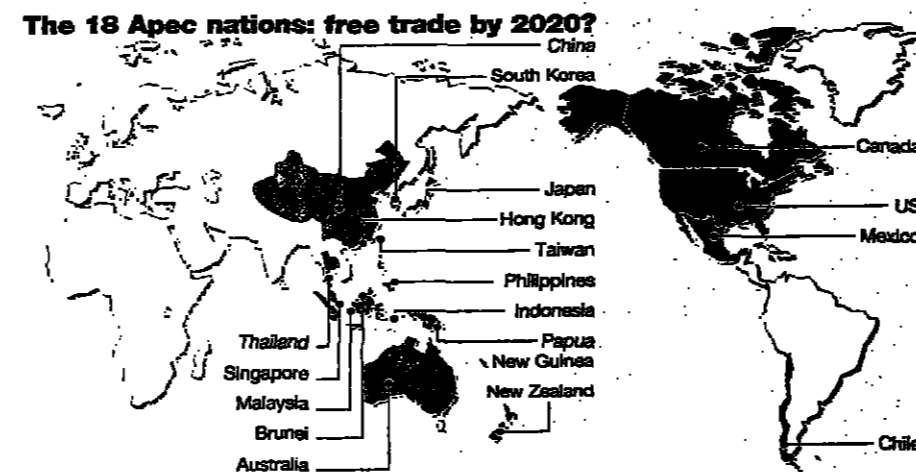 The 18 Apec nations: free trade by 2020?
China
South Korea
Canada
Japan
US
Hong Kong
Mexico
Taiwan
Philippines
Indonesia
Thailand
Papua
New Guinea
Singapore
New Zealand
Malaysia
Brunei
Chile
Australia